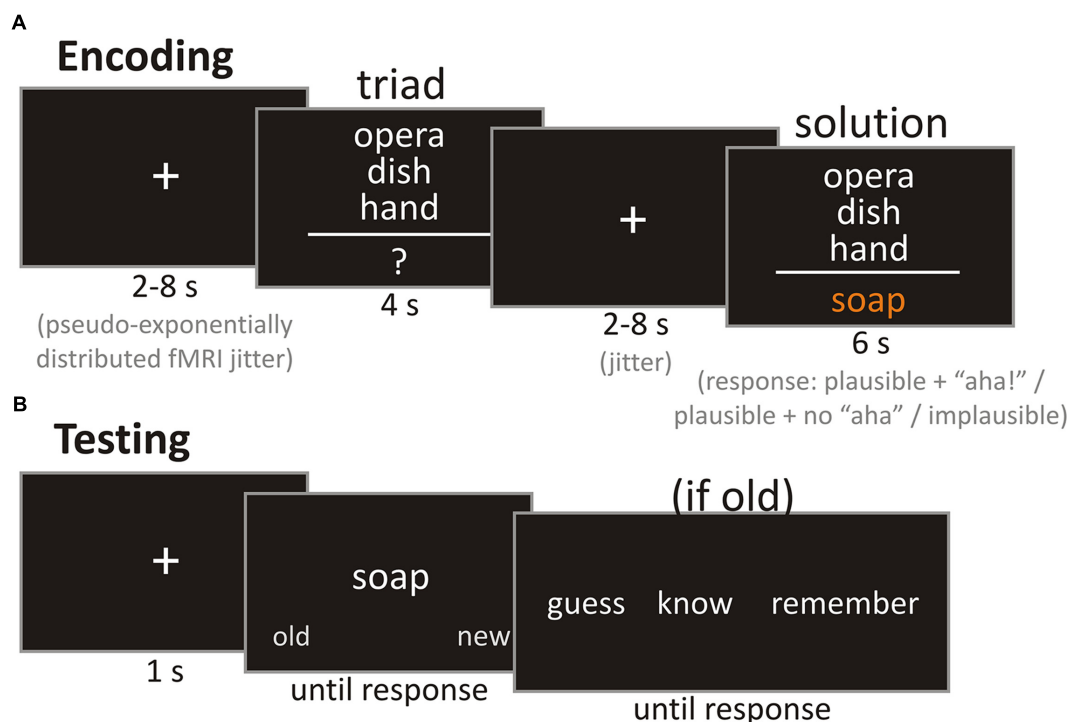 A
Encoding
+
2-8 s
(pseudo-exponentially
distributed fMRI jitter)
triad
opera
dish
hand
?
4 s
+
2-8 s
(jitter)
solution
opera
dish
hand
soap
6 s
(response: plausible + “aha!” /
plausible + no “aha” / implausible)
B
Testing
+
1 s
soap
old new
until response
(if old)
guess know remember
until response